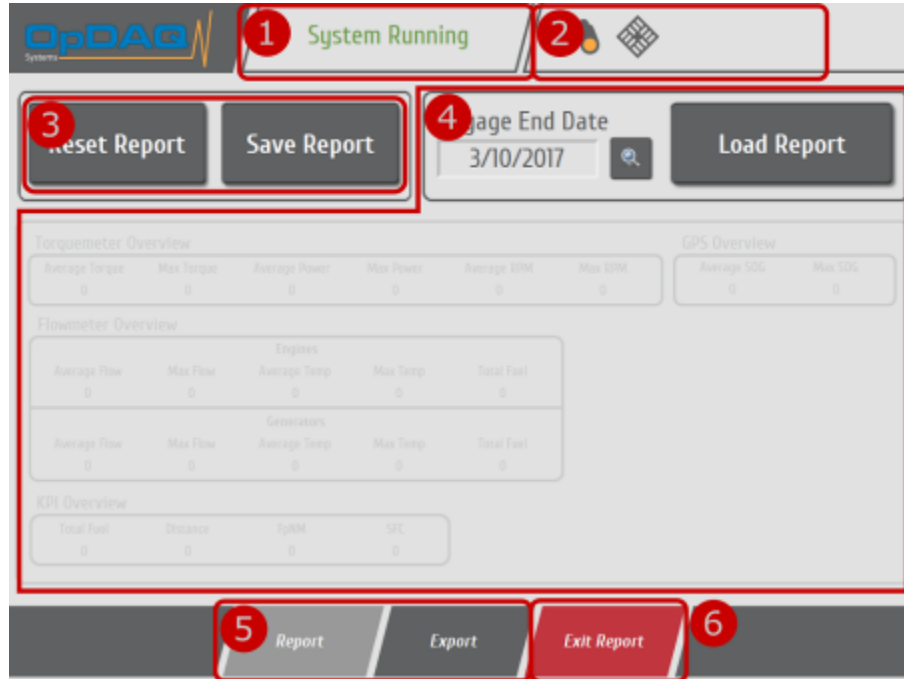 OpDAQ
Systems
1
System Running
2
3
Reset Report
Save Report
4
gage End Date
3/10/2017
Load Report
Torquemeter Overview
GPS Overview
Average Torque Max Torque Average Power Max Power Average RPM Max RPM
Average SOG Max SOG
0 0 0 0 0 0
0 0
Flowmeter Overview
Engines
Average Flow Max Flow Average Temp Max Temp Total Fuel
0 0 0 0 0
Generators
Average Flow Max Flow Average Temp Max Temp Total Fuel
0 0 0 0 0
KPI Overview
Total Fuel Distance FpNM SFC
0 0 0 0
5
Report
Export
Exit Report
6